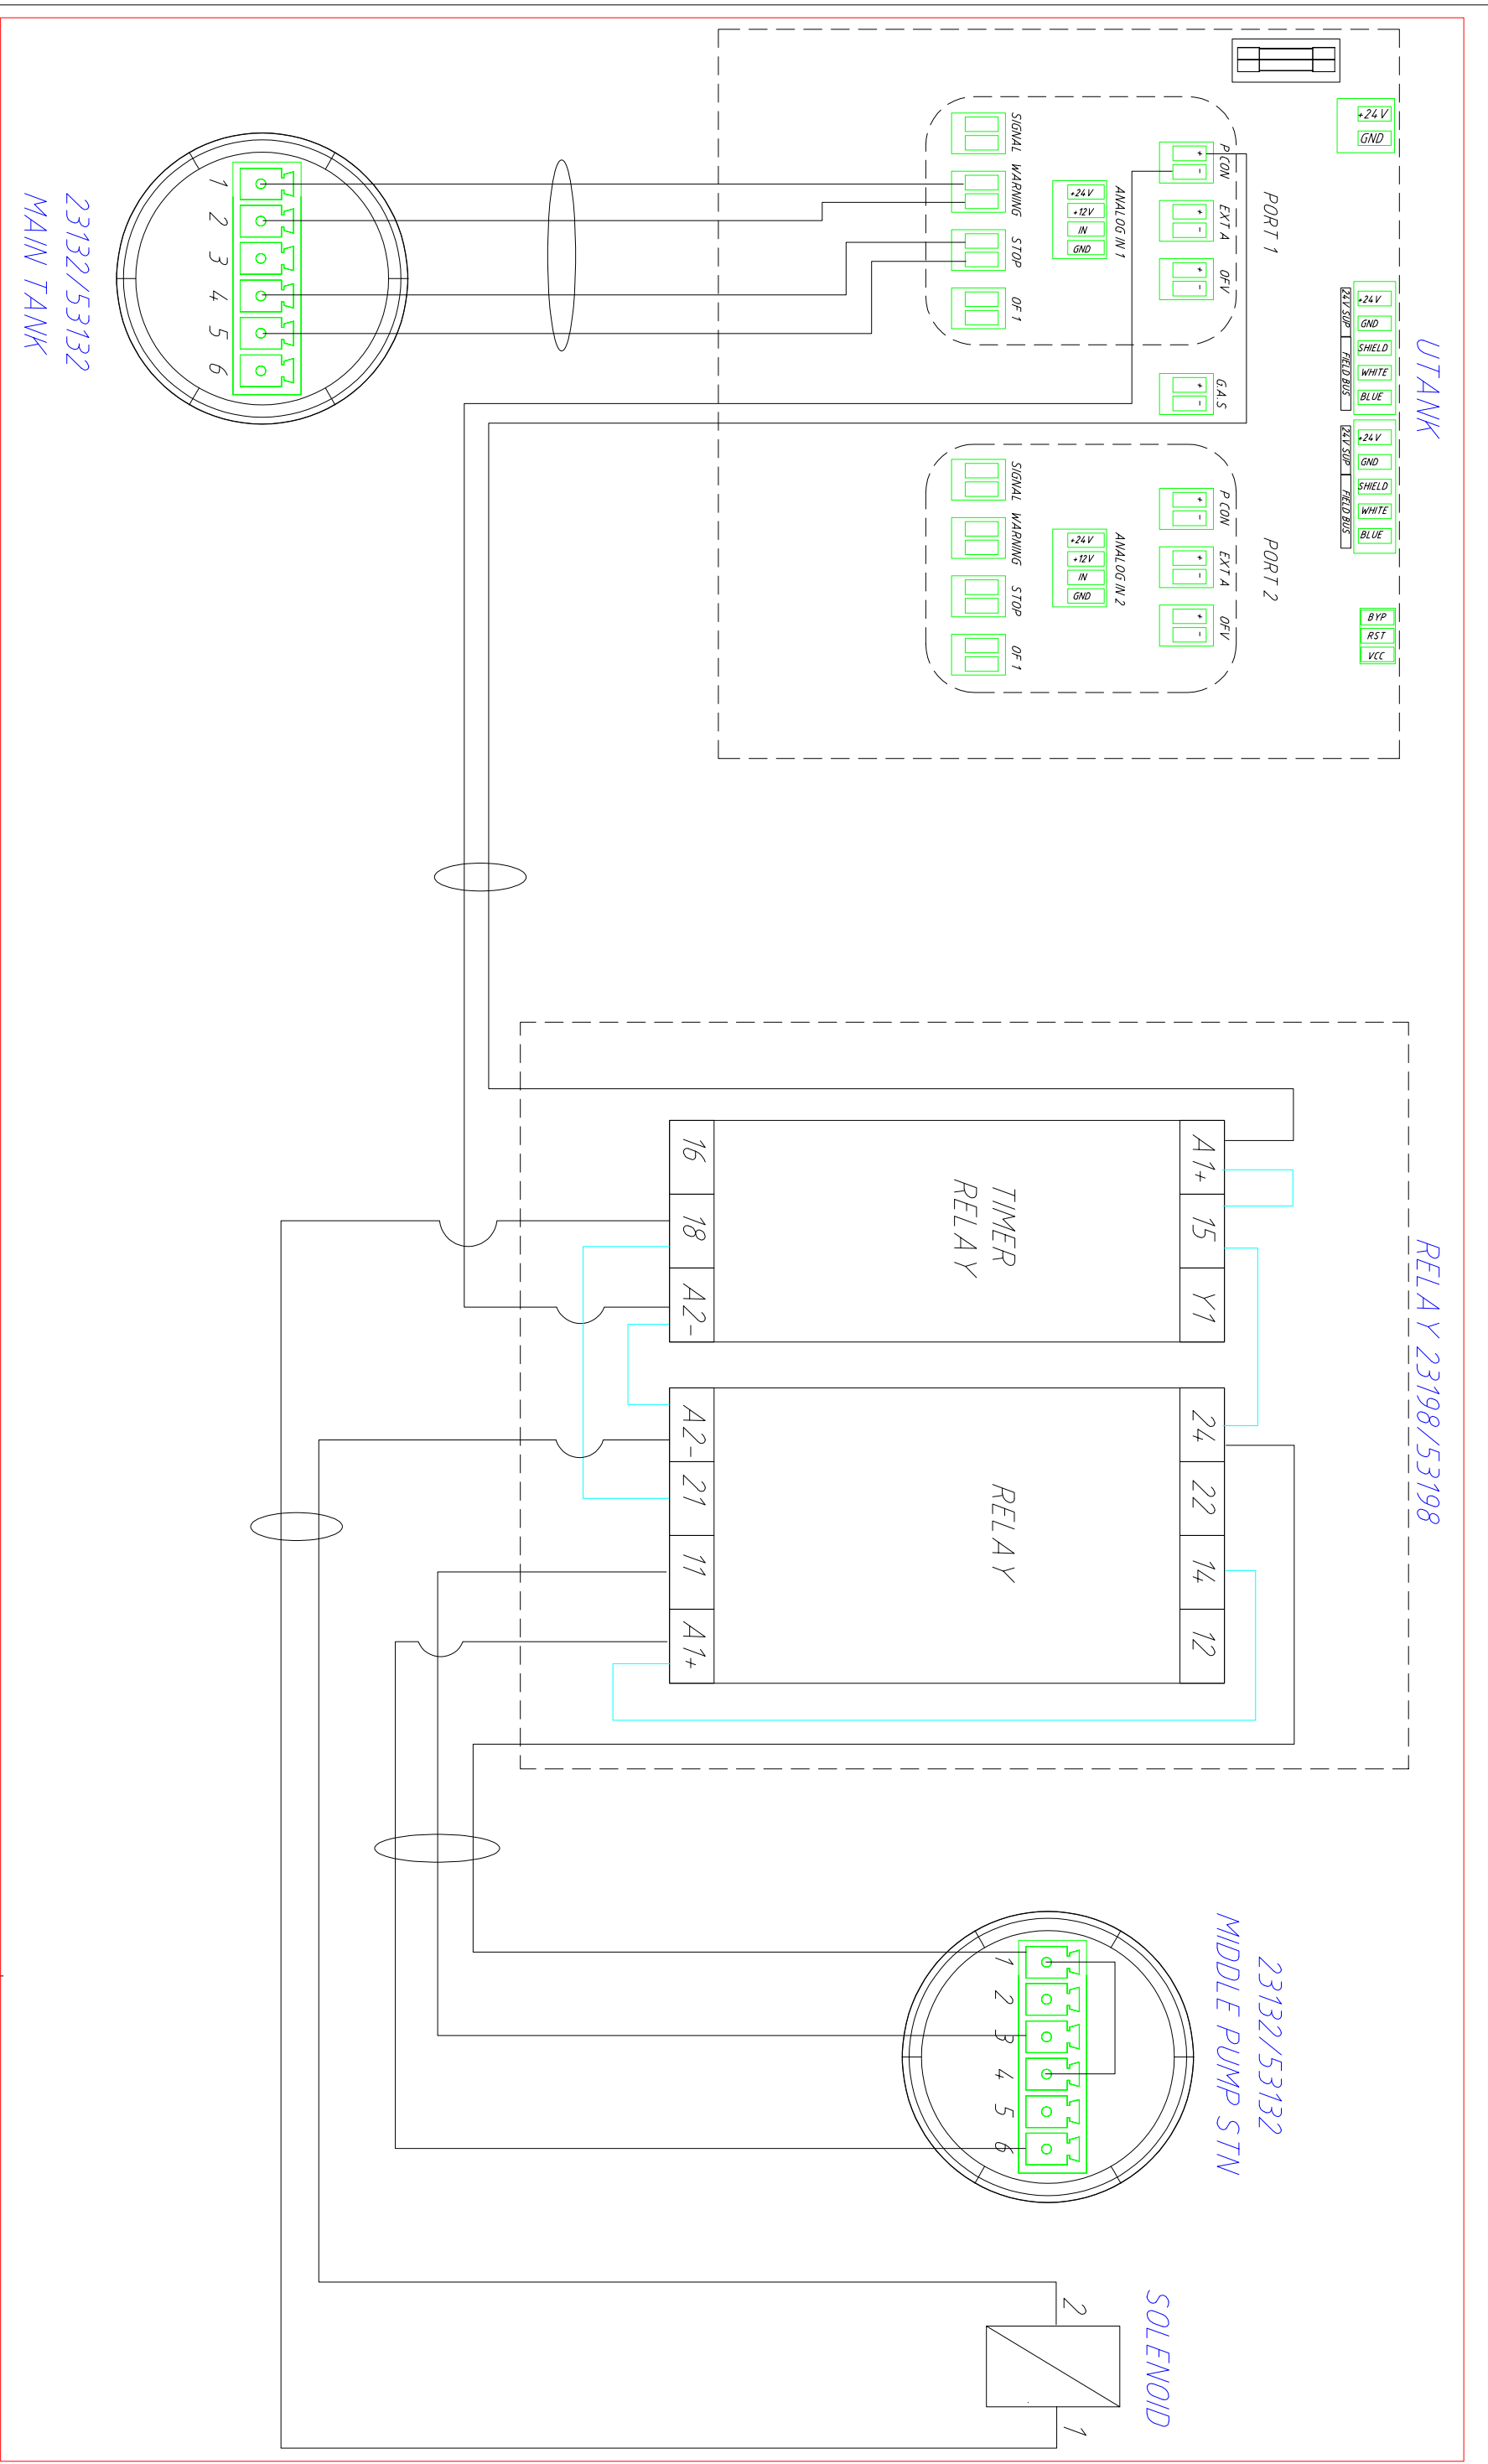 UTANK
+24V
GND
+24V
GND
SHIELD
WHITE
BLUE
24V SUP
FIELD BUS
+24V
GND
SHIELD
WHITE
BLUE
24V SUP
FIELD BUS
BYP
RST
VCC
PORT 1
P CON
+ -
EXT A
+ -
OFV
+ -
ANALOG IN 1
+24V
+12V
IN
GND
SIGNAL
WARNING
STOP
OF 1
G.A.S
+ -
PORT 2
P CON
+ -
EXT A
+ -
OFV
+ -
ANALOG IN 2
+24V
+12V
IN
GND
SIGNAL
WARNING
STOP
OF 1
1 2 3 4 5 6
23132/53132
MAIN TANK
RELAY 23198/53198
A1+ 15 Y1
TIMER
RELAY
16 18 A2-
24 22 14 12
RELAY
A2- 21 11 A1+
23132/53132
MIDDLE PUMP STN
1 2 3 4 5 6
SOLENOID
2
1